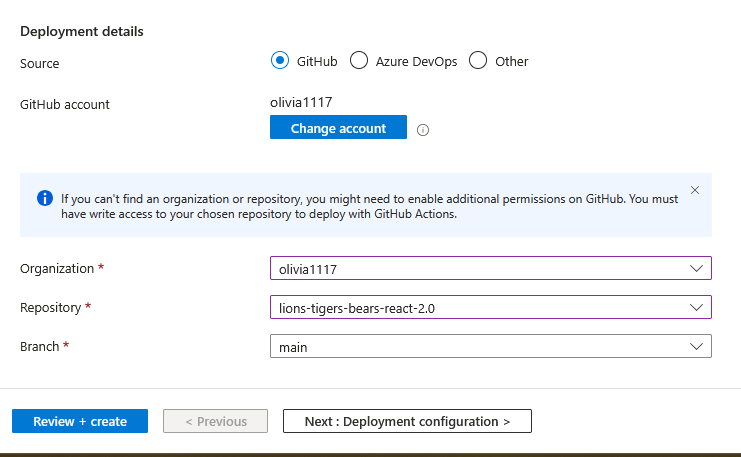 Deployment details
Source GitHub Azure DevOps Other
GitHub account olivia1117
Change account
If you can't find an organization or repository, you might need to enable additional permissions on GitHub. You must
have write access to your chosen repository to deploy with GitHub Actions.
Organization * olivia1117
Repository * lions-tigers-bears-react-2.0
Branch * main
Review + create < Previous Next : Deployment configuration >